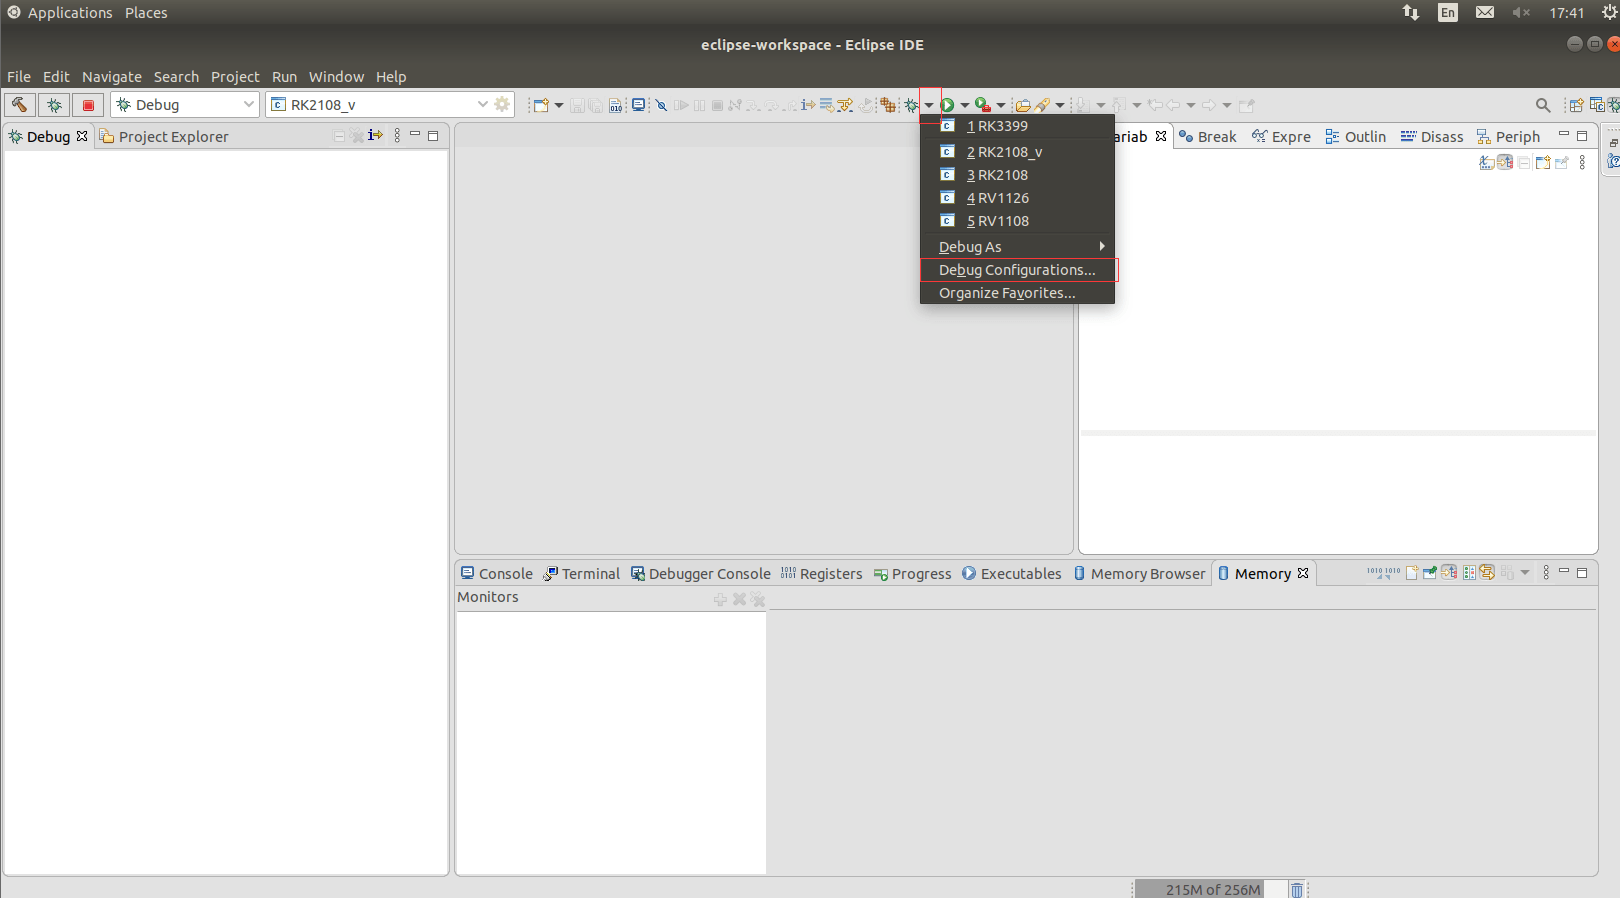 Applications Places En 17:41
eclipse-workspace - Eclipse IDE
File Edit Navigate Search Project Run Window Help
Debug RK2108_v
Debug Project Explorer
1 RK3399
2 RK2108_v
3 RK2108
4 RV1126
5 RV1108
Debug As
Debug Configurations...
Organize Favorites...
ariab Break Expre Outlin Disass Periph
Console Terminal Debugger Console Registers Progress Executables Memory Browser Memory
Monitors
215M of 256M